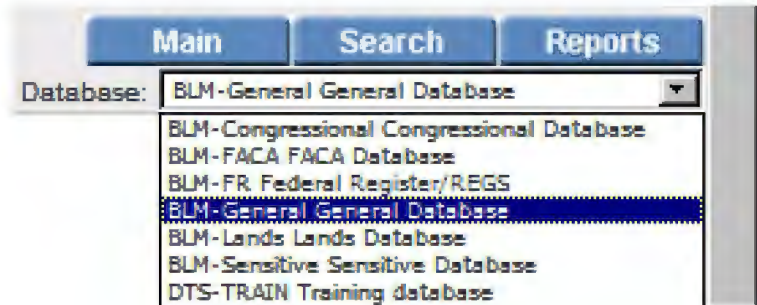 Main Search Reports
Database: BLM-General General Database
BLM-Congressional Congressional Database
BLM-FACA FACA Database
BLM-FR Federal Register/REGS
BLM-General General Database
BLM-Lands Lands Database
BLM-Sensitive Sensitive Database
DTS-TRAIN Training database